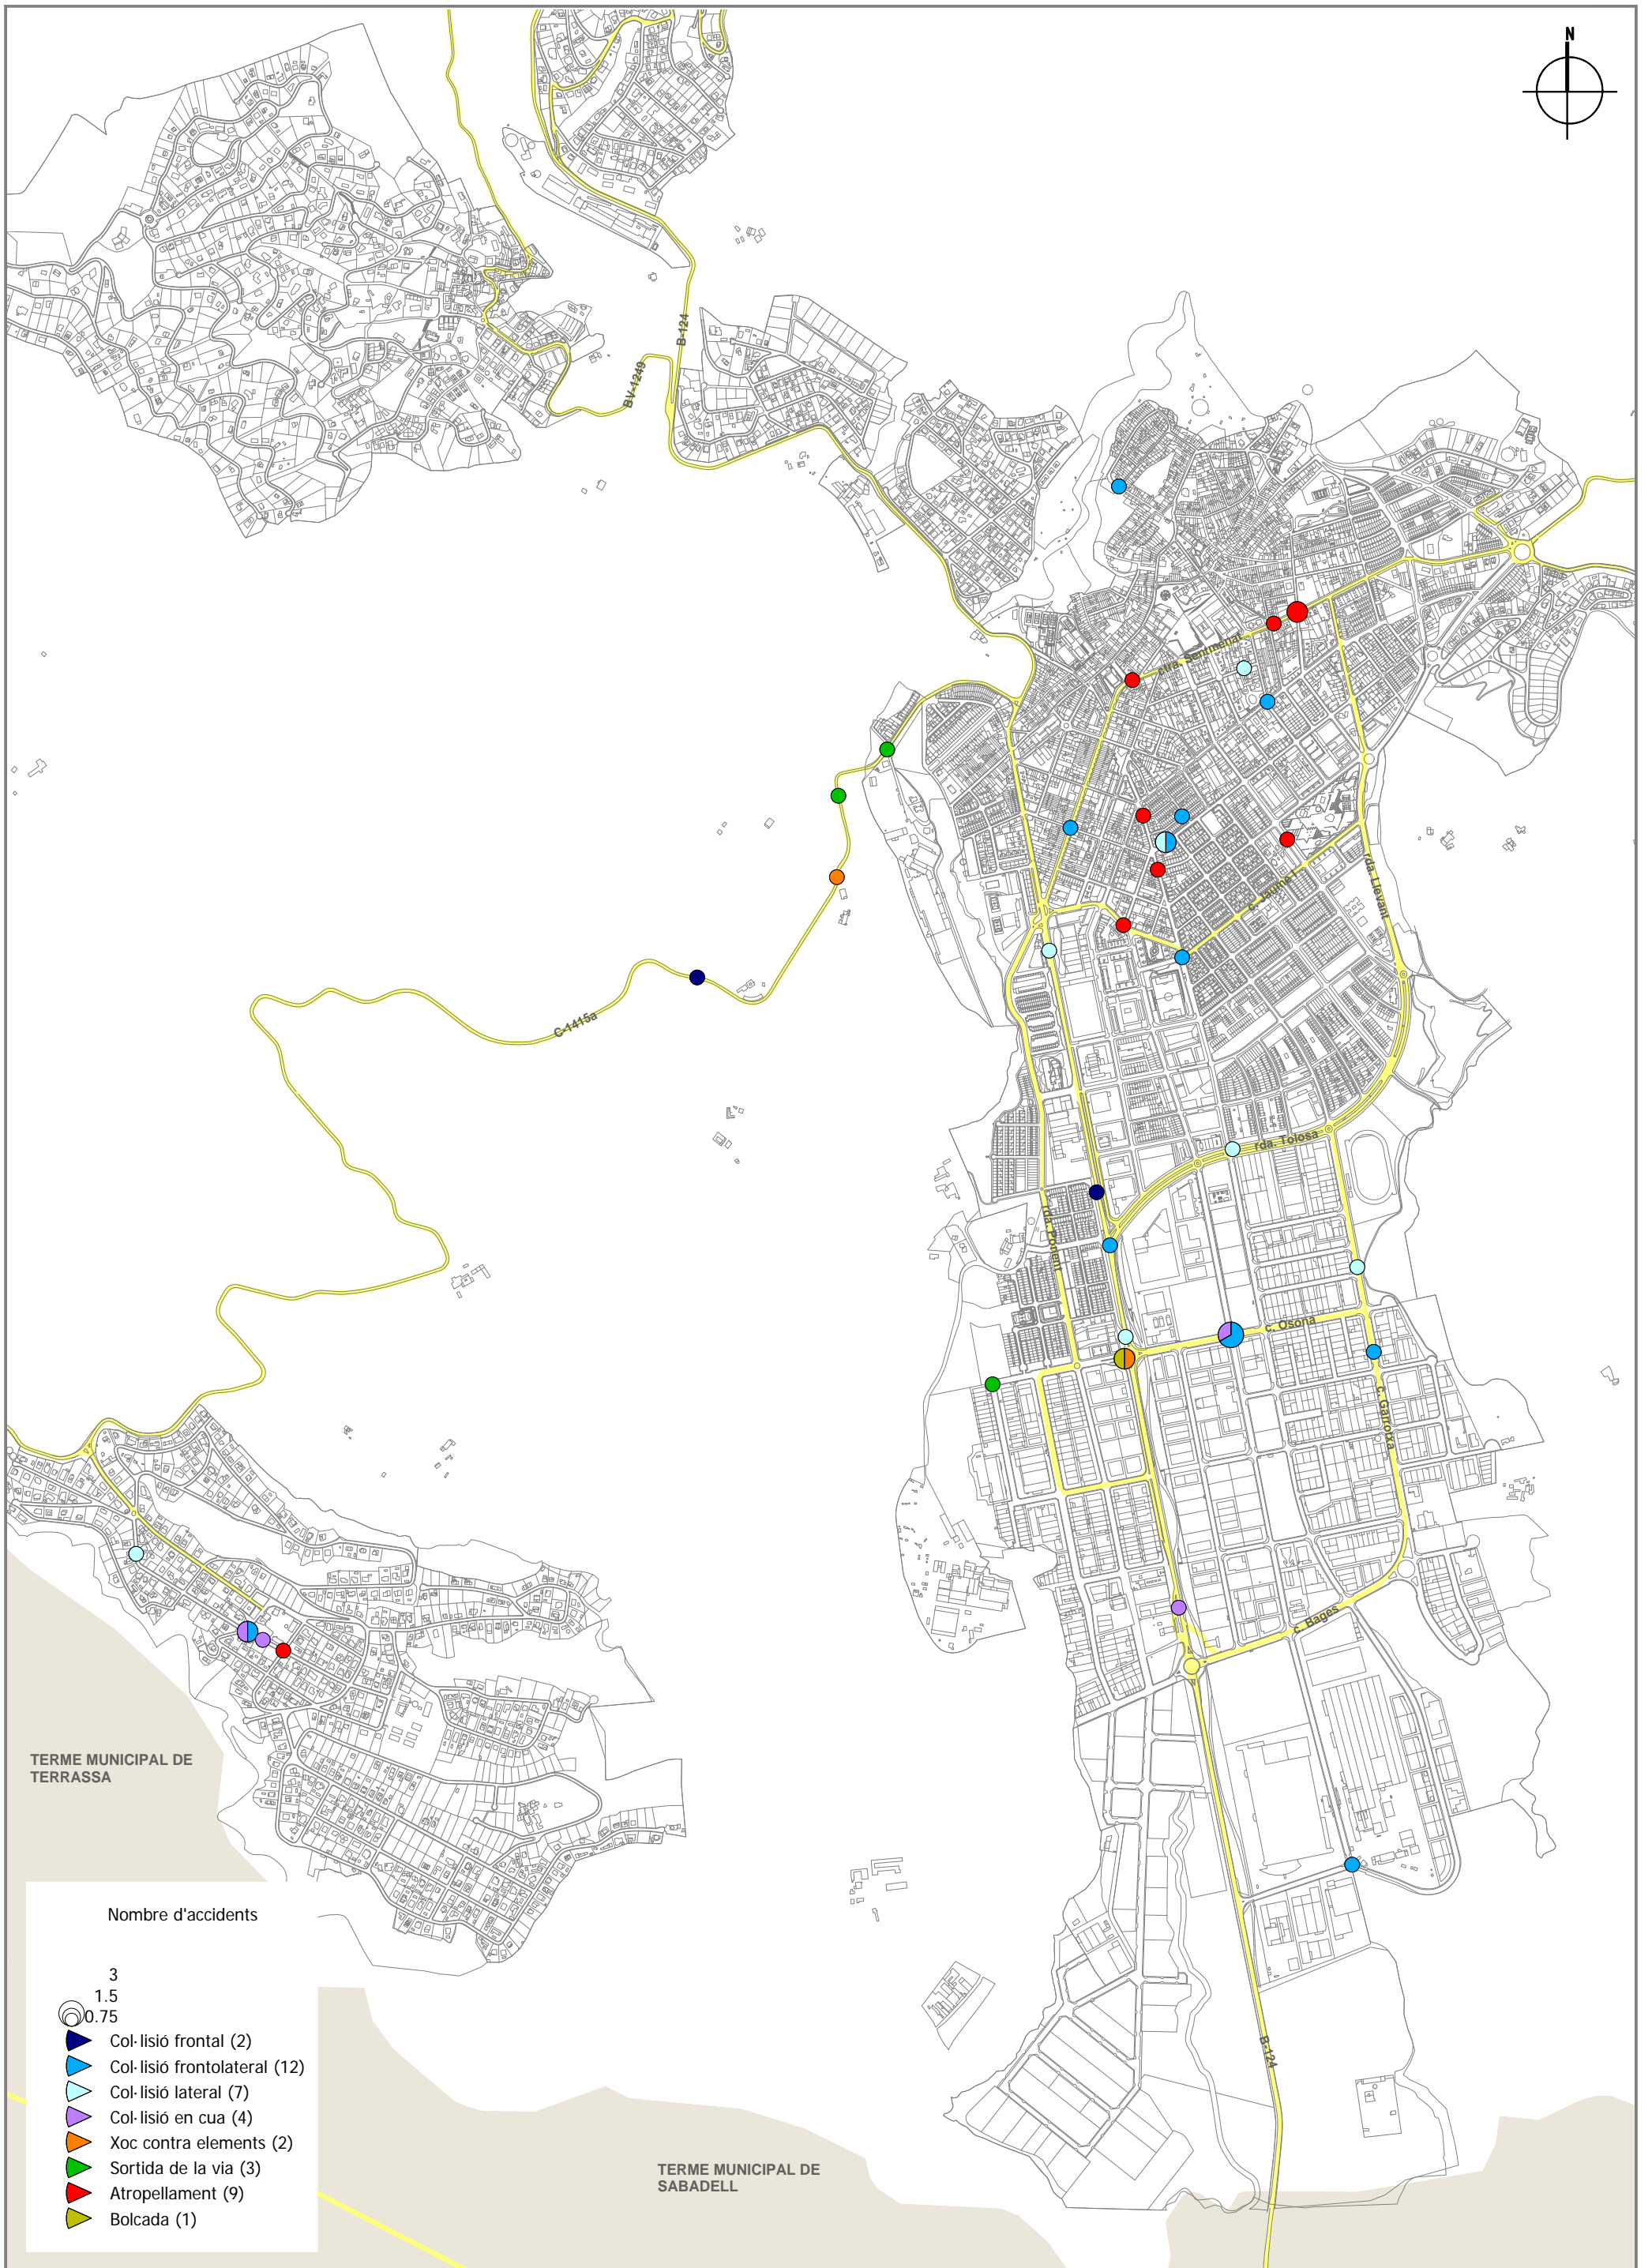 N
B-124
BV-1249
ctra. Sentmenat
rda. Llevant
c. Jaume I
C-1415a
rda. Tolosa
rda. Ponent
c. Osona
c. Garrotxa
c. Bages
TERME MUNICIPAL DE
TERRASSA
Nombre d'accidents
3
1.5
0.75
Col·lisió frontal (2)
Col·lisió frontolateral (12)
Col·lisió lateral (7)
Col·lisió en cua (4)
Xoc contra elements (2)
Sortida de la via (3)
Atropellament (9)
Bolcada (1)
B-124
TERME MUNICIPAL DE
SABADELL